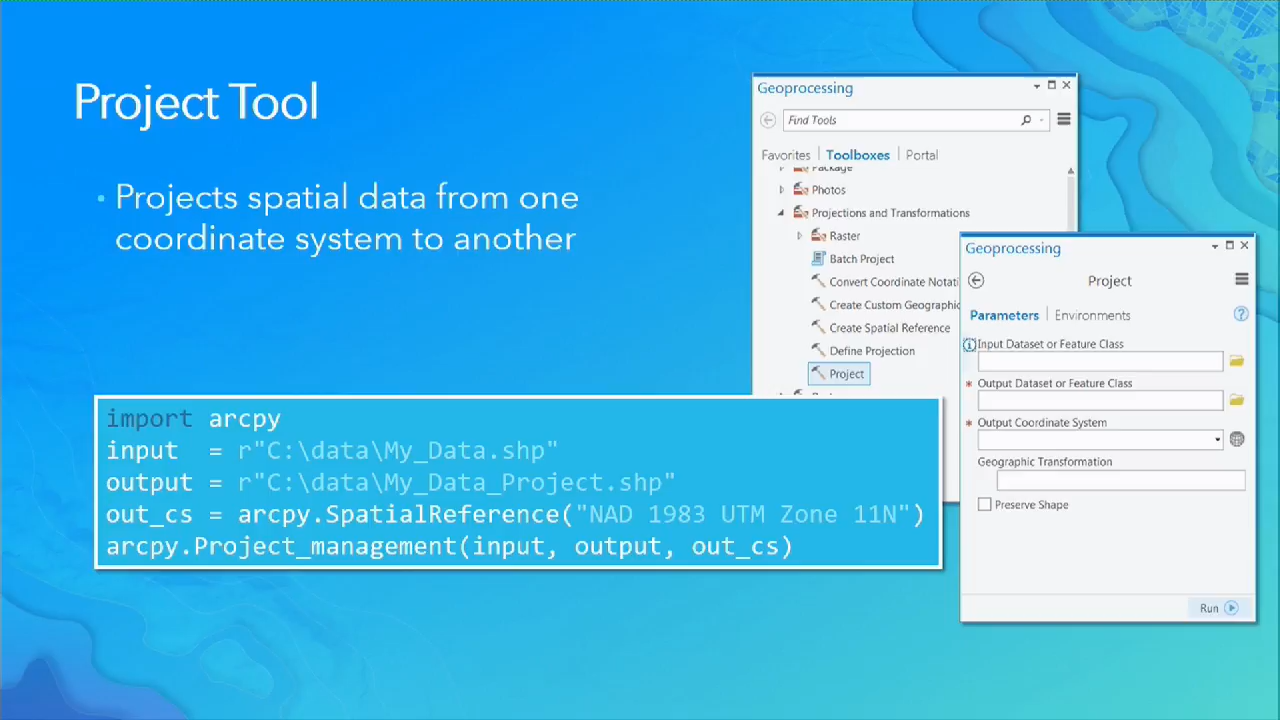 Project Tool
Projects spatial data from one
coordinate system to another
import arcpy
input  = r"C:\data\My_Data.shp"
output = r"C:\data\My_Data_Project.shp"
out_cs = arcpy.SpatialReference("NAD 1983 UTM Zone 11N")
arcpy.Project_management(input, output, out_cs)
Geoprocessing
Find Tools
Favorites | Toolboxes | Portal
Package
Photos
Projections and Transformations
Raster
Batch Project
Convert Coordinate Notati
Create Custom Geographic
Create Spatial Reference
Define Projection
Project
Geoprocessing
Project
Parameters | Environments
Input Dataset or Feature Class
* Output Dataset or Feature Class
* Output Coordinate System
Geographic Transformation
Preserve Shape
Run